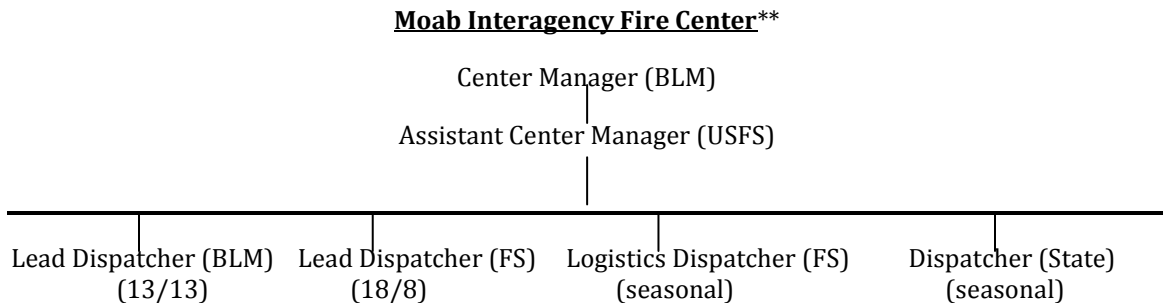 Moab Interagency Fire Center**
Center Manager (BLM)
Assistant Center Manager (USFS)
Lead Dispatcher (BLM) Lead Dispatcher (FS) Logistics Dispatcher (FS) Dispatcher (State)
(13/13) (18/8) (seasonal) (seasonal)